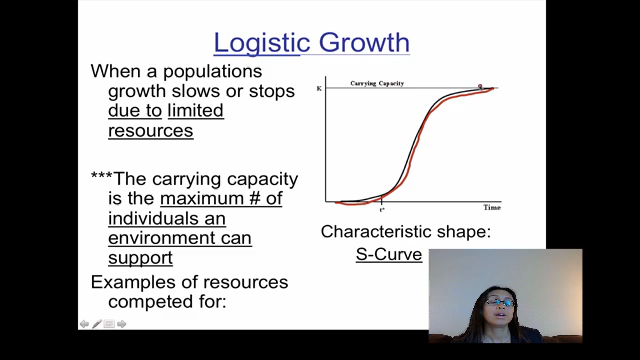 Logistic Growth
When a populations
growth slows or stops
due to limited
resources
***The carrying capacity
is the maximum # of
individuals an
environment can
support
Examples of resources
competed for:
Carrying Capacity
K
t*
Time
Characteristic shape:
S-Curve